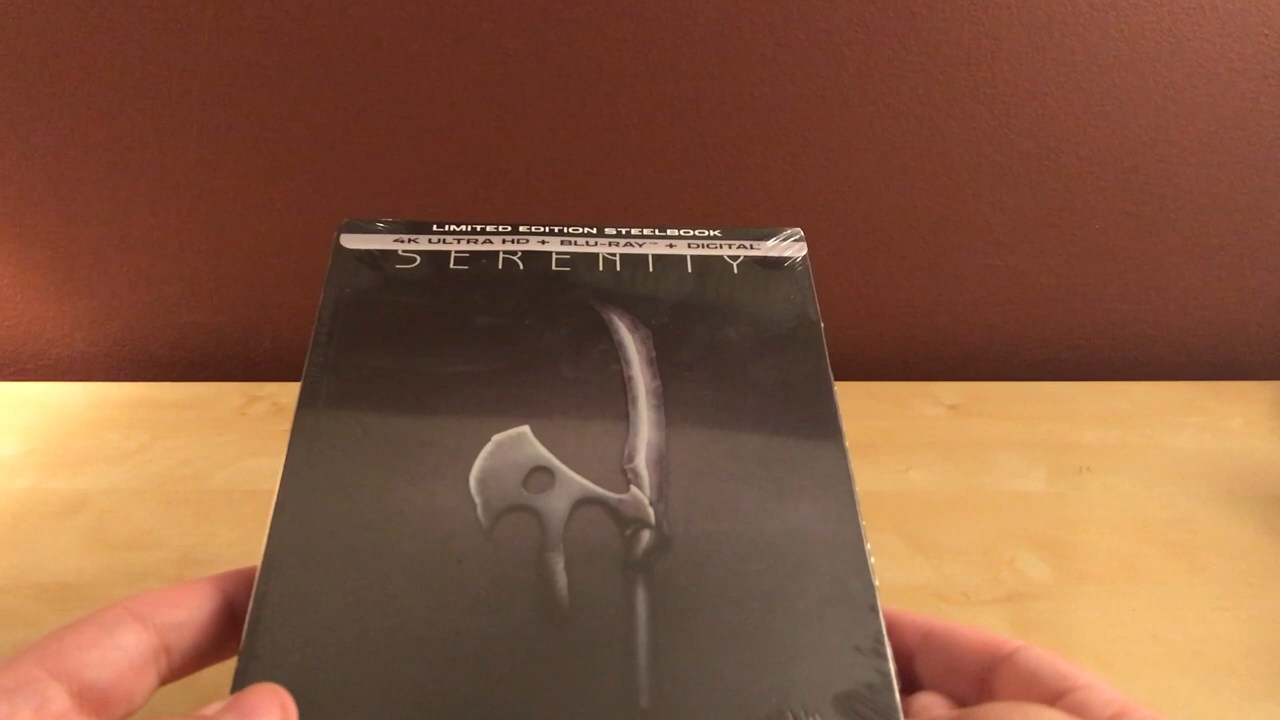 LIMITED EDITION STEELBOOK
4K ULTRA HD + BLU-RAY™ + DIGITAL
SERENITY